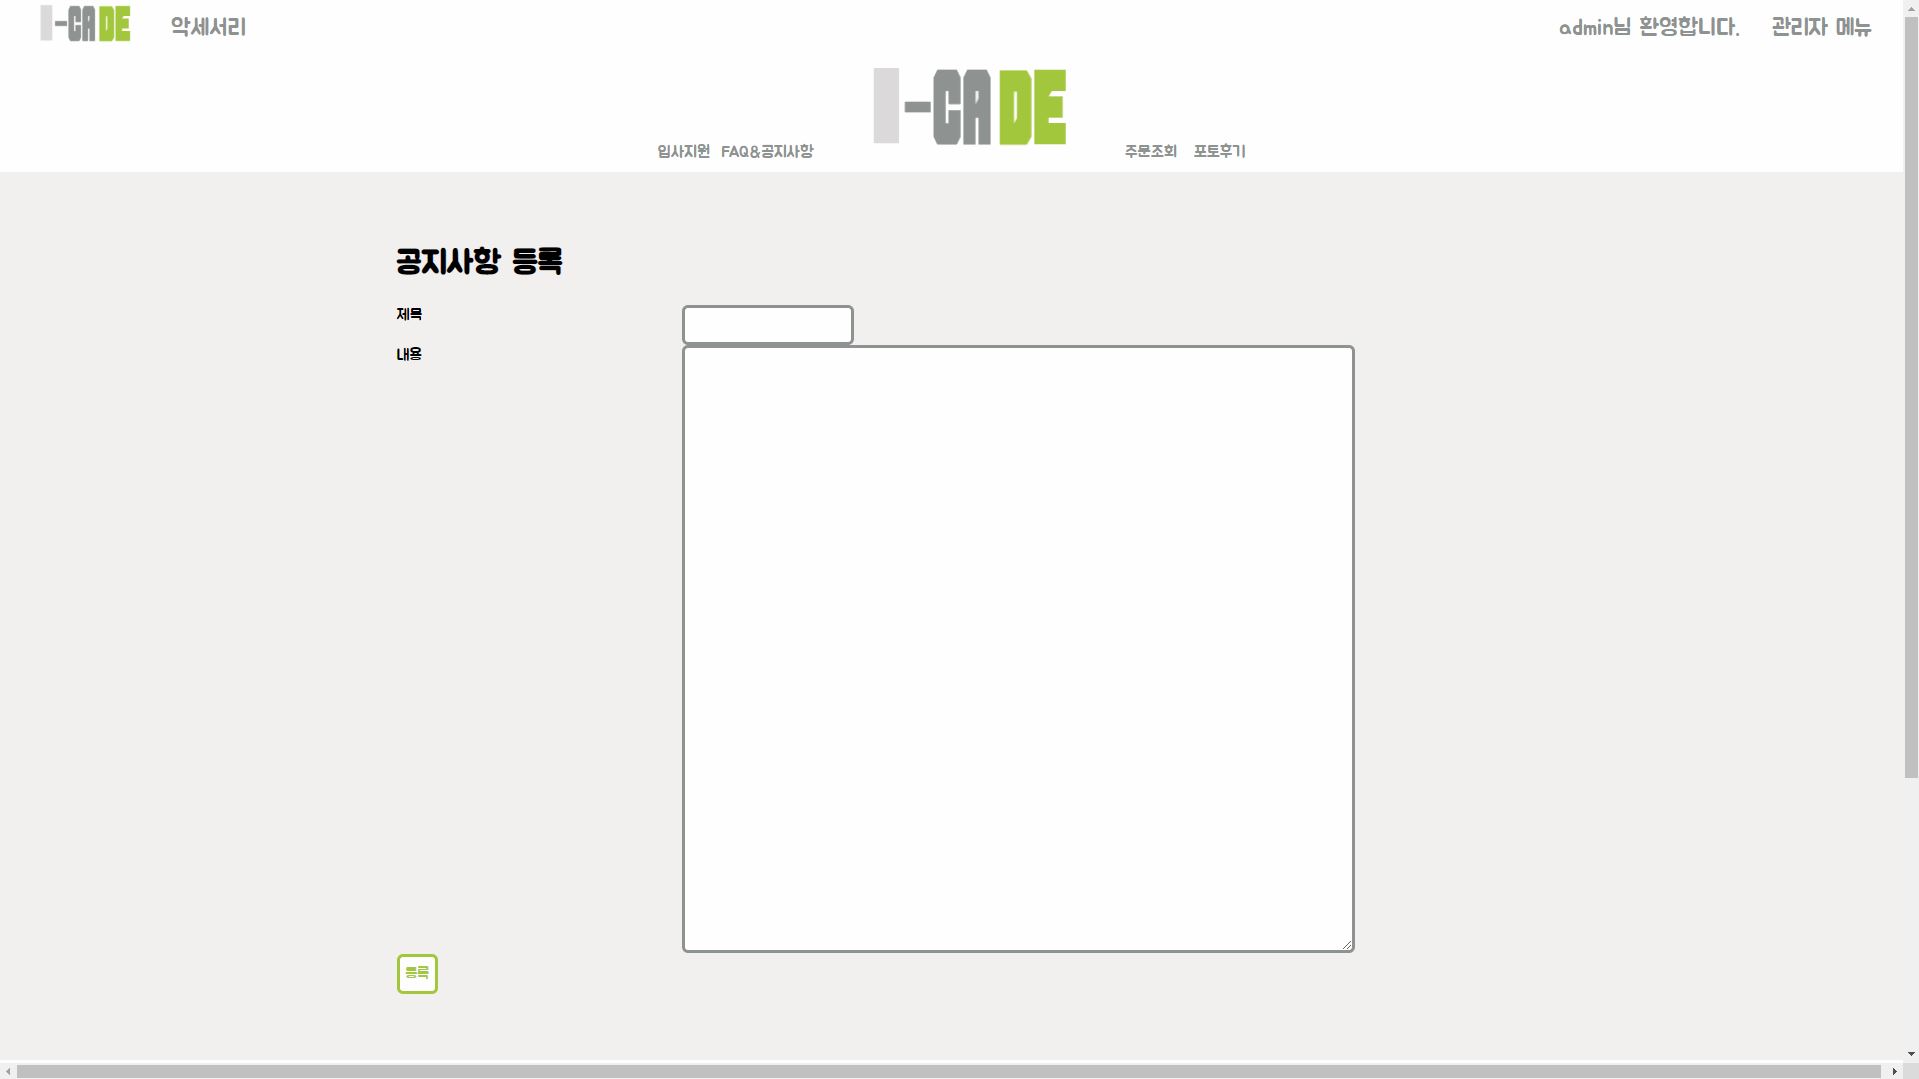 I-CADE 악세서리 admin님 환영합니다. 관리자 메뉴
I-CADE
입사지원 FAQ&공지사항 주문조회 포토후기
공지사항 등록
제목
내용
등록